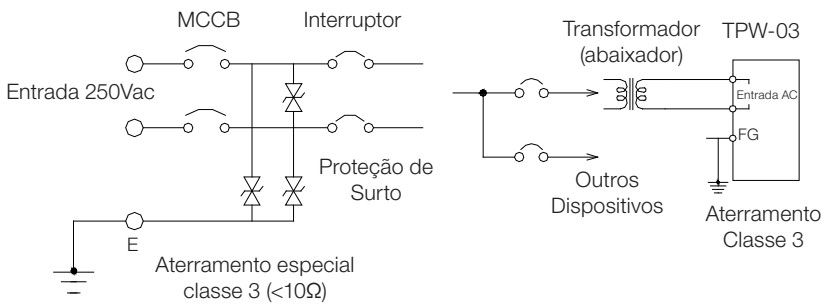 MCCB
Interruptor
Entrada 250Vac
Proteção de
Surto
E
Aterramento especial
classe 3 (<10Ω)
Transformador
(abaixador)
TPW-03
Entrada AC
FG
Outros
Dispositivos
Aterramento
Classe 3